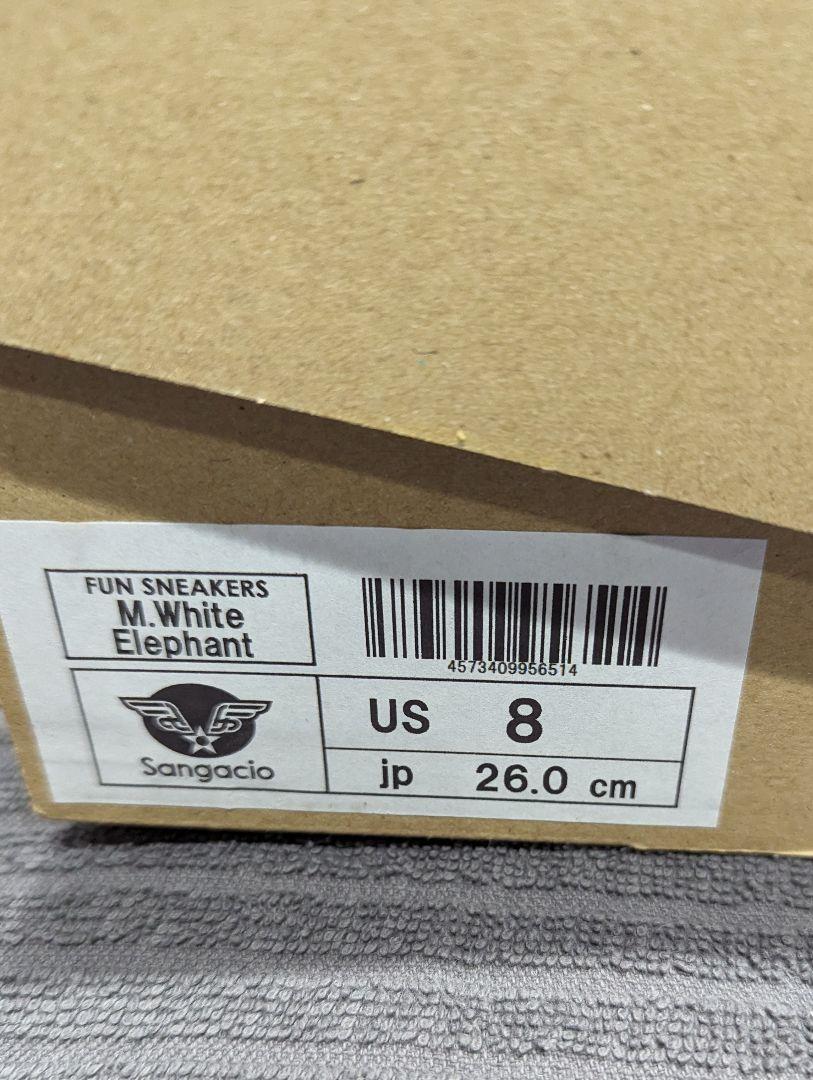 FUN SNEAKERS
M.White
Elephant
4573409956514
Sangacio
US 8
jp 26.0 cm